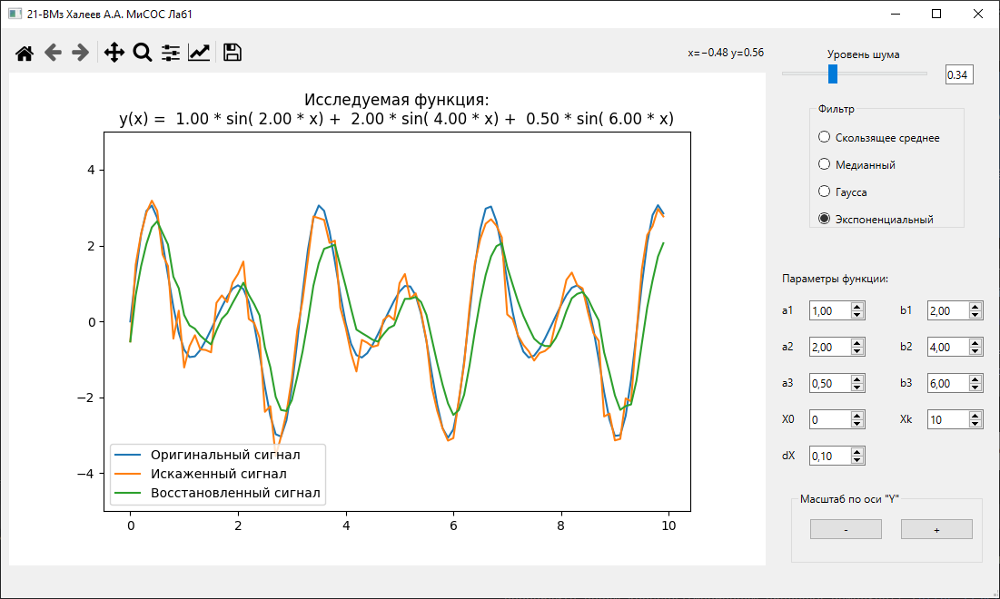 21-ВМз Халеев А.А. МиСОС Лаб1
x=−0.48 y=0.56
Уровень шума
0.34
Исследуемая функция:
y(x) =  1.00 * sin( 2.00 * x) +  2.00 * sin( 4.00 * x) +  0.50 * sin( 6.00 * x)
4
2
0
−2
−4
0 2 4 6 8 10
Оригинальный сигнал
Искаженный сигнал
Восстановленный сигнал
Фильтр
Скользящее среднее
Медианный
Гаусса
Экспоненциальный
Параметры функции:
a1 1,00 b1 2,00
a2 2,00 b2 4,00
a3 0,50 b3 6,00
X0 0 Xk 10
dX 0,10
Масштаб по оси "Y"
- +